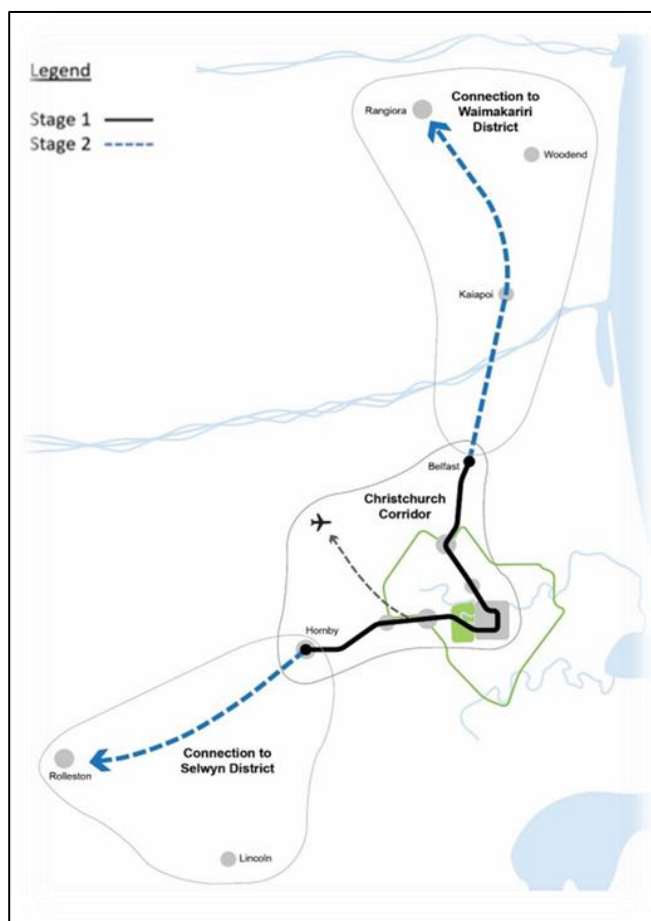 Legend
Stage 1
Stage 2
Connection to
Waimakariri
District
Rangiora
Woodend
Kaiapoi
Belfast
Christchurch
Corridor
Hornby
Connection to
Selwyn District
Rolleston
Lincoln